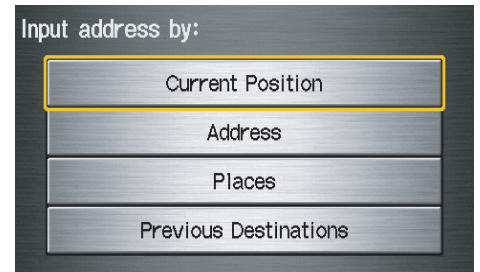 Input address by:
Current Position
Address
Places
Previous Destinations